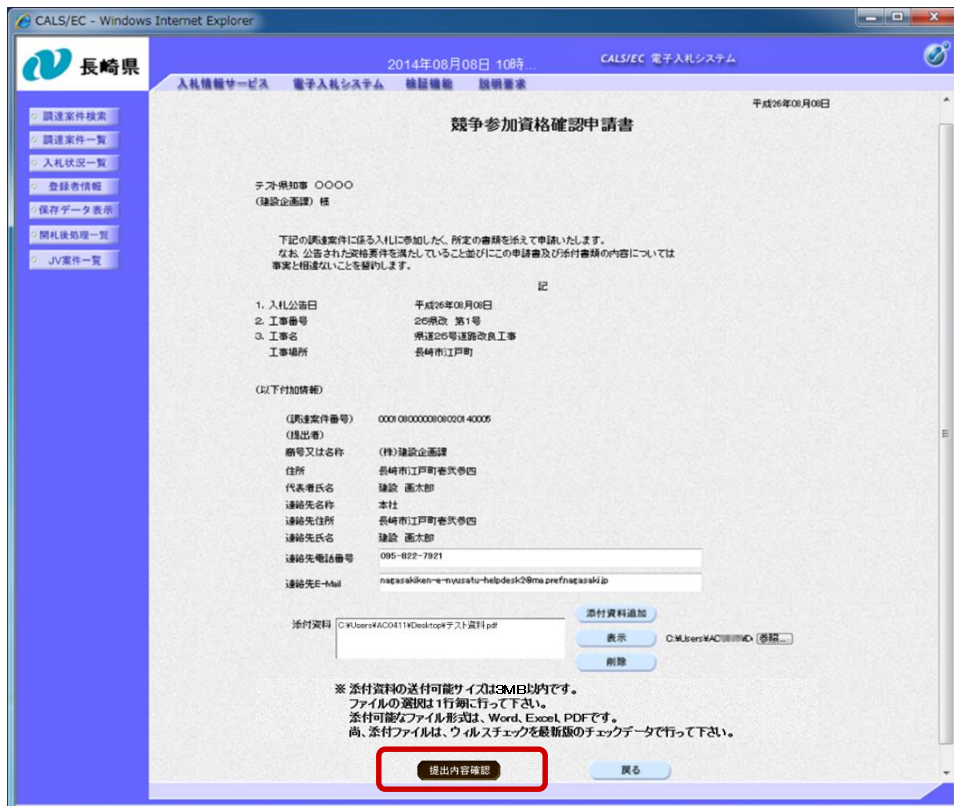 CALS/EC - Windows Internet Explorer
長崎県
2014年08月08日 10時...
CALS/EC 電子入札システム
入札情報サービス 電子入札システム 検証機能 説明要求
調達案件検索
調達案件一覧
入札状況一覧
登録者情報
保存データ表示
開札後処理一覧
JV案件一覧
平成26年08月08日
競争参加資格確認申請書
テスト県知事 ○○○○
(建設企画課) 様
下記の調達案件に係る入札に参加したく、所定の書類を添えて申請いたします。
なお、公告された資格要件を満たしていること並びにこの申請書及び添付書類の内容については
事実と相違ないことを誓約します。
記
1. 入札公告日 平成26年08月08日
2. 工事番号 26県改 第1号
3. 工事名 県道26号道路改良工事
工事場所 長崎市江戸町
(以下付加情報)
(調達案件番号) 0001080000008080201 40005
(提出者)
商号又は名称 (株)建設企画課
住所 長崎市江戸町壱弐参四
代表者氏名 建設 画太郎
連絡先名称 本社
連絡先住所 長崎市江戸町壱弐参四
連絡先氏名 建設 画太郎
連絡先電話番号 095-822-7921
連絡先E-Mail nagasakiken-e-nyusatu-helpdesk2@ma.pref.nagasaki.jp
添付資料追加
添付資料 C:¥Users¥AC0411¥Desktop¥テスト資料.pdf
表示 参照...
削除
※ 添付資料の送付可能サイズは3MB以内です。
ファイルの選択は1行毎に行って下さい。
添付可能なファイル形式は、Word、Excel、PDFです。
尚、添付ファイルは、ウィルスチェックを最新版のチェックデータで行って下さい。
提出内容確認 戻る